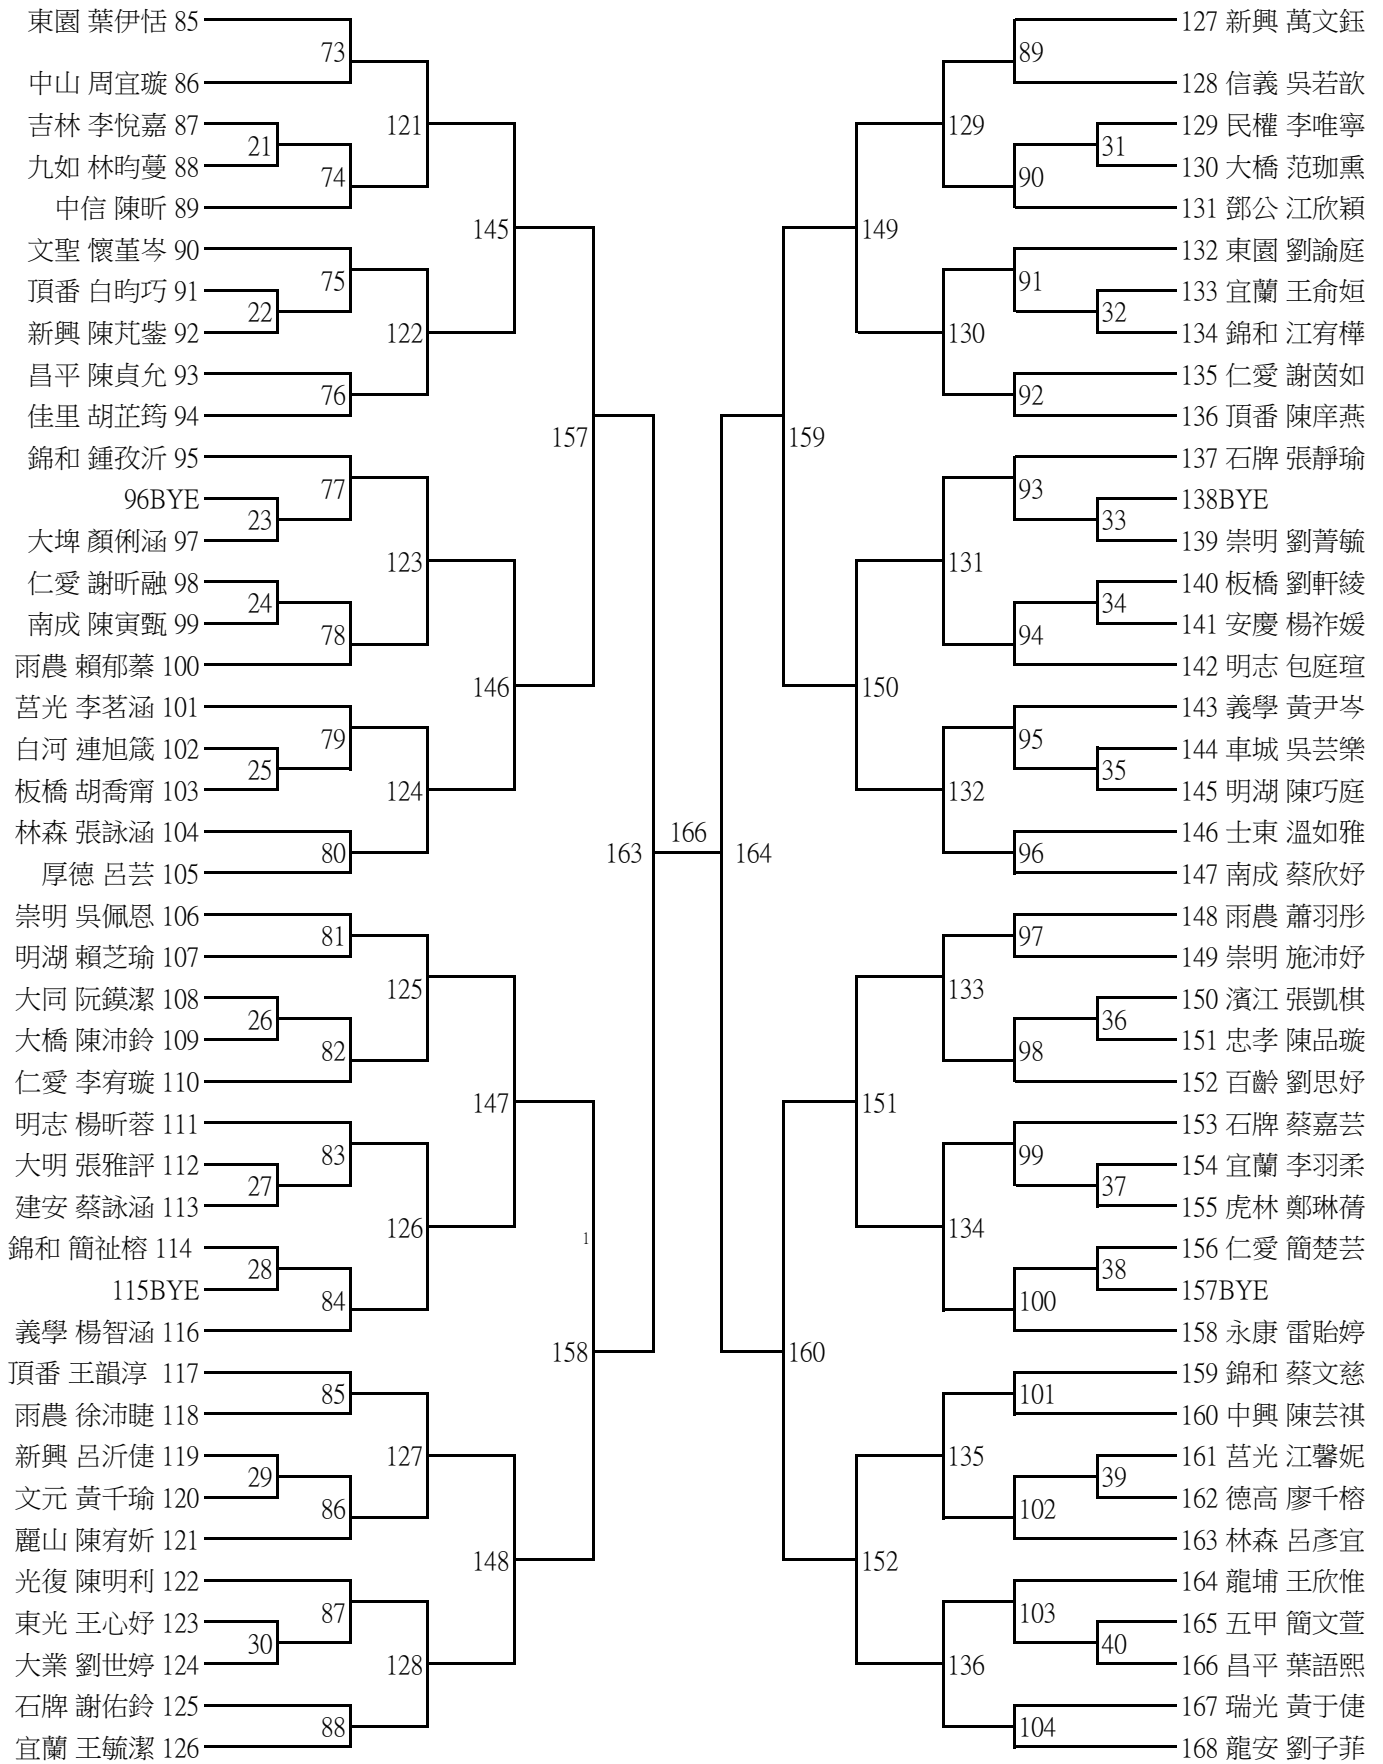 東園 葉伊恬 85
73
中山 周宜璇 86
吉林 李悅嘉 87
21
121
九如 林昀蔓 88
74
中信 陳昕 89
145
文聖 懷堇岑 90
75
頂番 白昀巧 91
22
新興 陳芃蓥 92
122
昌平 陳貞允 93
76
佳里 胡芷筠 94
157
錦和 鍾孜沂 95
77
96BYE
23
大埤 顏俐涵 97
123
仁愛 謝昕融 98
24
南成 陳寅甄 99
78
雨農 賴郁蓁 100
146
莒光 李茗涵 101
79
白河 連旭箴 102
25
板橋 胡喬甯 103
124
林森 張詠涵 104
80
厚德 呂芸 105
163
166
164
崇明 吳佩恩 106
81
明湖 賴芝瑜 107
125
大同 阮鏌潔 108
26
大橋 陳沛鈴 109
82
仁愛 李宥璇 110
147
明志 楊昕蓉 111
83
大明 張雅評 112
27
建安 蔡詠涵 113
126
1
錦和 簡祉榕 114
28
115BYE
84
義學 楊智涵 116
158
頂番 王韻淳 117
85
雨農 徐沛睫 118
新興 呂沂倢 119
29
127
文元 黃千瑜 120
86
麗山 陳宥妡 121
148
光復 陳明利 122
87
東光 王心妤 123
30
大業 劉世婷 124
128
石牌 謝佑鈴 125
88
宜蘭 王毓潔 126
127 新興 萬文鈺
89
128 信義 吳若歆
129
129 民權 李唯寧
31
130 大橋 范珈熏
90
131 鄧公 江欣穎
149
132 東園 劉諭庭
91
133 宜蘭 王俞姮
32
134 錦和 江宥樺
130
135 仁愛 謝茵如
92
136 頂番 陳庠燕
159
137 石牌 張靜瑜
93
138BYE
33
139 崇明 劉菁毓
131
140 板橋 劉軒綾
34
141 安慶 楊祚媛
94
142 明志 包庭瑄
150
143 義學 黃尹岑
95
144 車城 吳芸樂
35
145 明湖 陳巧庭
132
146 士東 溫如雅
96
147 南成 蔡欣妤
148 雨農 蕭羽彤
97
149 崇明 施沛妤
133
150 濱江 張凱棋
36
151 忠孝 陳品璇
98
152 百齡 劉思妤
151
153 石牌 蔡嘉芸
99
154 宜蘭 李羽柔
37
155 虎林 鄭琳蒨
134
156 仁愛 簡楚芸
38
157BYE
100
158 永康 雷貽婷
160
159 錦和 蔡文慈
101
160 中興 陳芸祺
135
161 莒光 江馨妮
39
162 德高 廖千榕
102
163 林森 呂彥宜
152
164 龍埔 王欣惟
103
165 五甲 簡文萱
40
166 昌平 葉語熙
136
167 瑞光 黃于倢
104
168 龍安 劉子菲